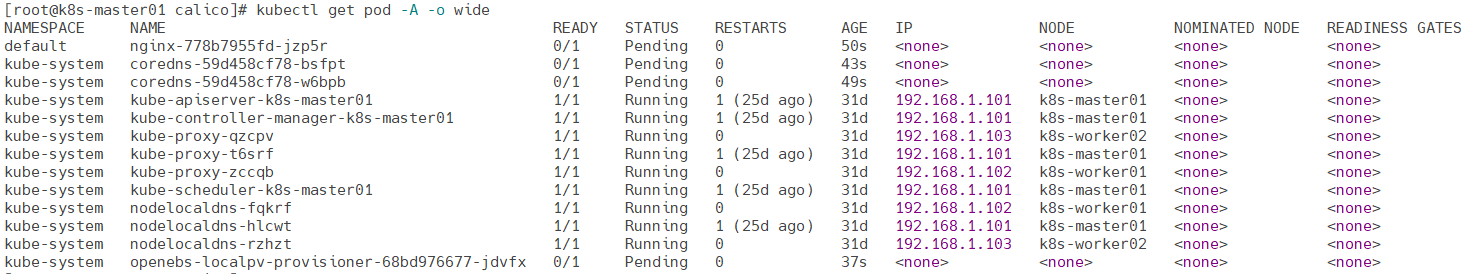 [root@k8s-master01 calico]# kubectl get pod -A -o wide
NAMESPACE NAME READY STATUS RESTARTS AGE IP NODE NOMINATED NODE READINESS GATES
default nginx-778b7955fd-jzp5r 0/1 Pending 0 50s <none> <none> <none> <none>
kube-system coredns-59d458cf78-bsfpt 0/1 Pending 0 43s <none> <none> <none> <none>
kube-system coredns-59d458cf78-w6bpb 0/1 Pending 0 49s <none> <none> <none> <none>
kube-system kube-apiserver-k8s-master01 1/1 Running 1 (25d ago) 31d 192.168.1.101 k8s-master01 <none> <none>
kube-system kube-controller-manager-k8s-master01 1/1 Running 1 (25d ago) 31d 192.168.1.101 k8s-master01 <none> <none>
kube-system kube-proxy-qzcpv 1/1 Running 0 31d 192.168.1.103 k8s-worker02 <none> <none>
kube-system kube-proxy-t6srf 1/1 Running 1 (25d ago) 31d 192.168.1.101 k8s-master01 <none> <none>
kube-system kube-proxy-zccqb 1/1 Running 0 31d 192.168.1.102 k8s-worker01 <none> <none>
kube-system kube-scheduler-k8s-master01 1/1 Running 1 (25d ago) 31d 192.168.1.101 k8s-master01 <none> <none>
kube-system nodelocaldns-fqkrf 1/1 Running 0 31d 192.168.1.102 k8s-worker01 <none> <none>
kube-system nodelocaldns-hlcwt 1/1 Running 1 (25d ago) 31d 192.168.1.101 k8s-master01 <none> <none>
kube-system nodelocaldns-rzhzt 1/1 Running 0 31d 192.168.1.103 k8s-worker02 <none> <none>
kube-system openebs-localpv-provisioner-68bd976677-jdvfx 0/1 Pending 0 37s <none> <none> <none> <none>